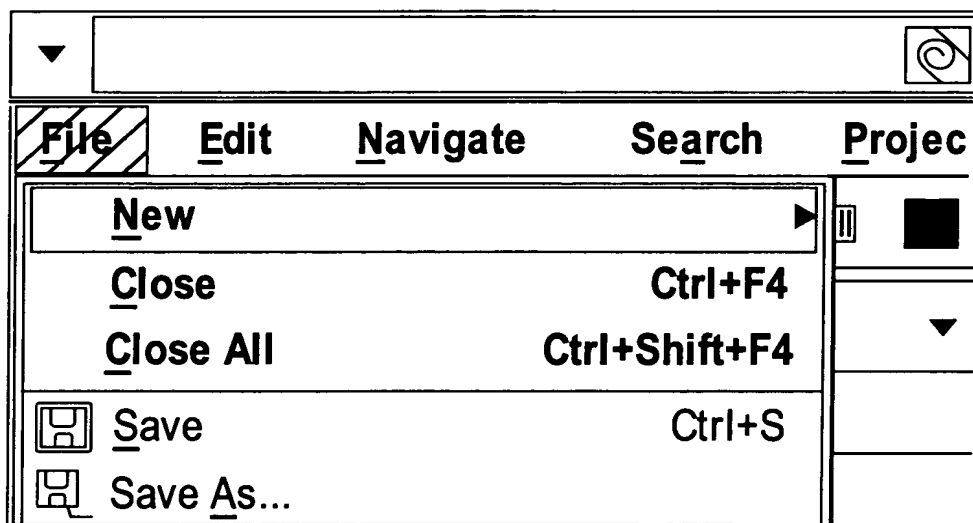 File Edit Navigate Search Projec
New
Close Ctrl+F4
Close All Ctrl+Shift+F4
Save Ctrl+S
Save As...